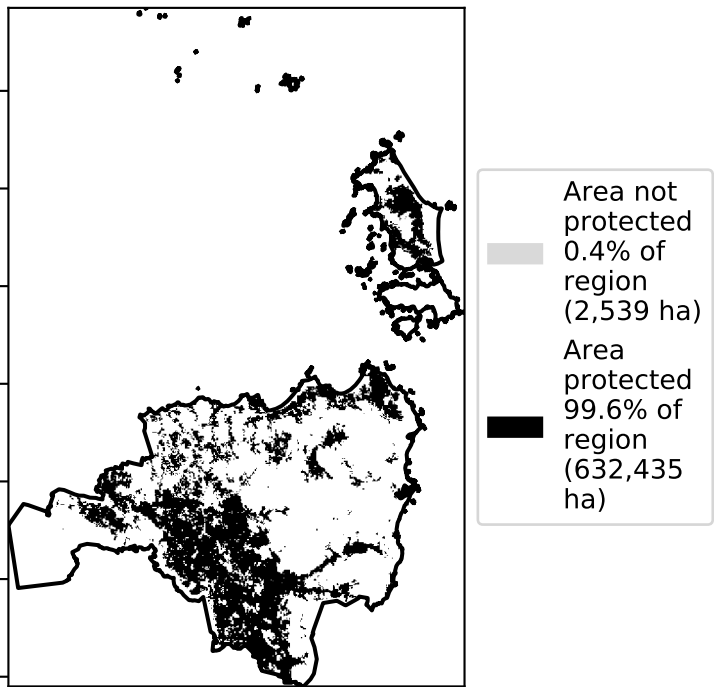 Area not
protected
0.4% of
region
(2,539 ha)
Area
protected
99.6% of
region
(632,435
ha)